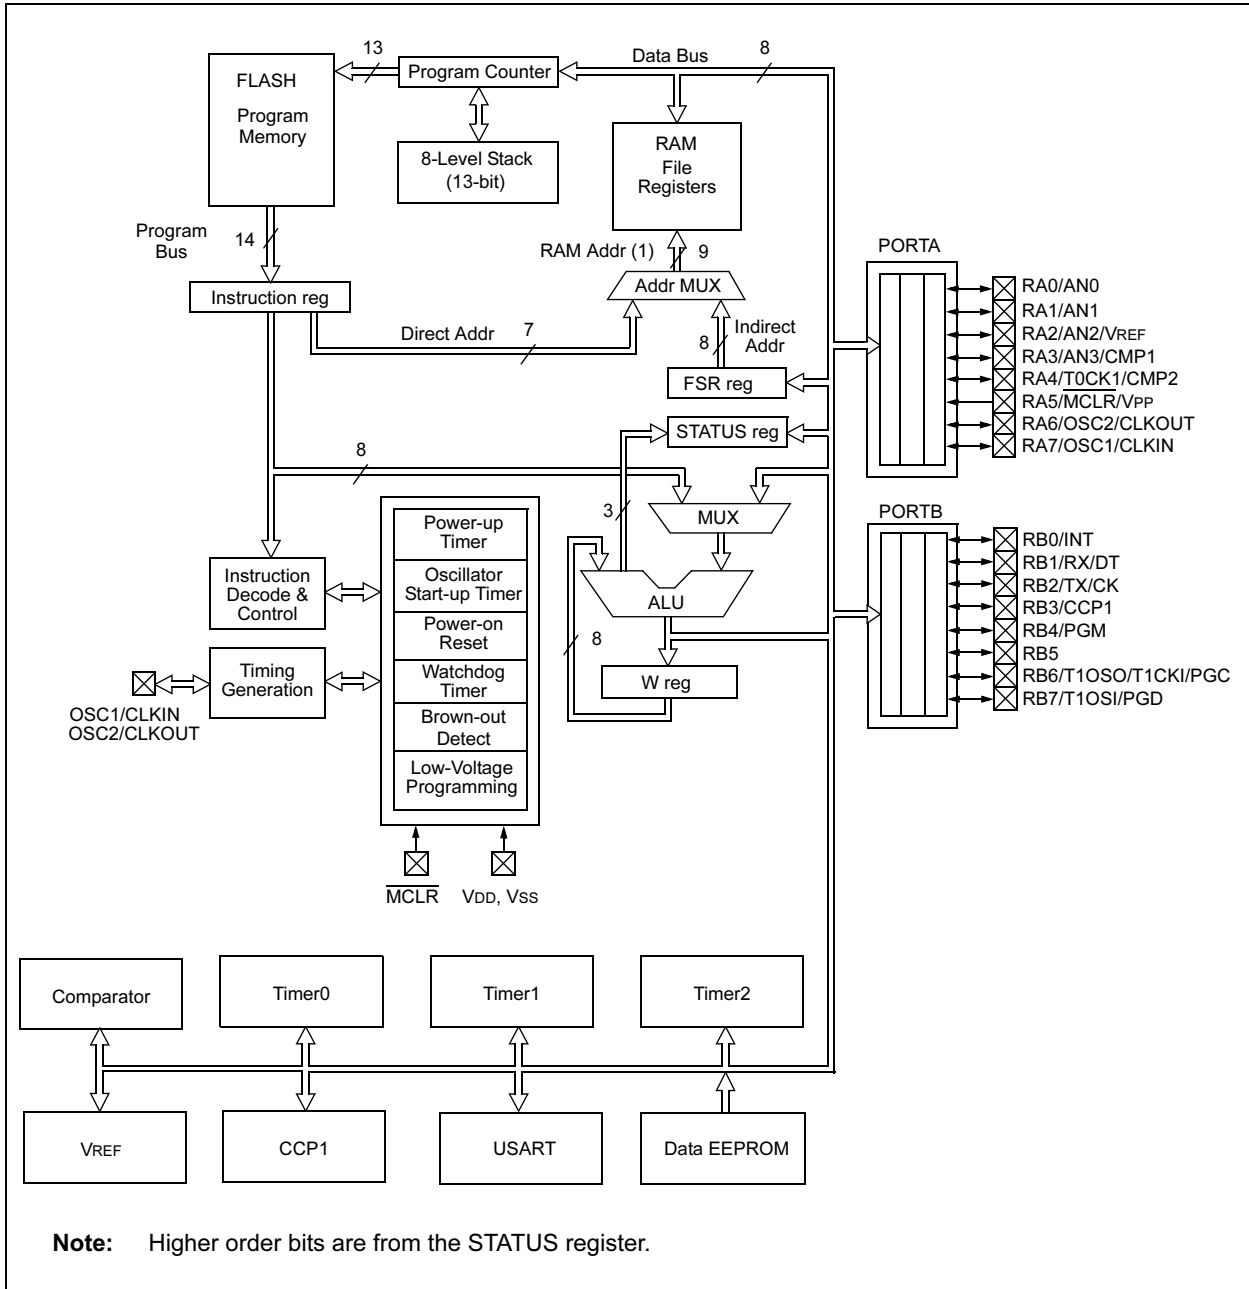 13
Data Bus
8
FLASH
Program
Memory
Program Counter
8-Level Stack
(13-bit)
RAM
File
Registers
Program
Bus
14
RAM Addr (1)
9
PORTA
Instruction reg
Addr MUX
Direct Addr
7
8
Indirect
Addr
FSR reg
STATUS reg
RA0/AN0
RA1/AN1
RA2/AN2/VREF
RA3/AN3/CMP1
RA4/T0CK1/CMP2
RA5/MCLR/VPP
RA6/OSC2/CLKOUT
RA7/OSC1/CLKIN
8
3
MUX
PORTB
Power-up
Timer
Oscillator
Start-up Timer
Power-on
Reset
Watchdog
Timer
Brown-out
Detect
Low-Voltage
Programming
Instruction
Decode &
Control
Timing
Generation
OSC1/CLKIN
OSC2/CLKOUT
ALU
8
W reg
RB0/INT
RB1/RX/DT
RB2/TX/CK
RB3/CCP1
RB4/PGM
RB5
RB6/T1OSO/T1CKI/PGC
RB7/T1OSI/PGD
MCLR
VDD, VSS
Comparator
Timer0
Timer1
Timer2
VREF
CCP1
USART
Data EEPROM
Note: Higher order bits are from the STATUS register.